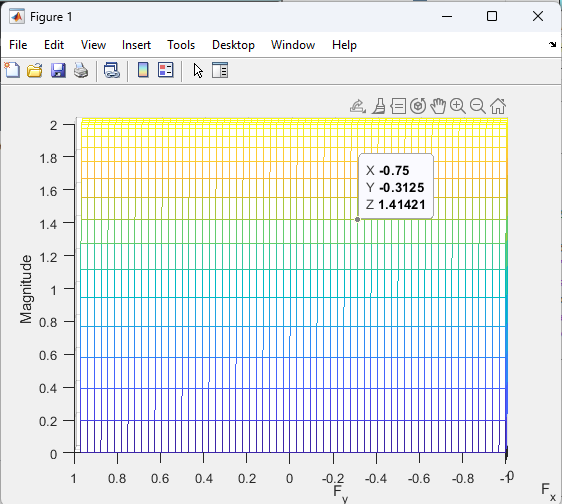 Figure 1
File Edit View Insert Tools Desktop Window Help
X -0.75
Y -0.3125
Z 1.41421
2
1.8
1.6
1.4
1.2
1
0.8
0.6
0.4
0.2
0
Magnitude
1 0.8 0.6 0.4 0.2 0 -0.2 -0.4 -0.6 -0.8 -1 0
Fy
Fx